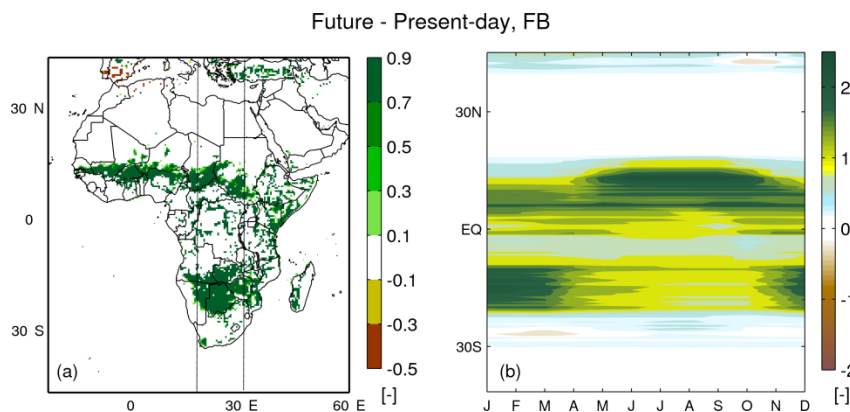 Future - Present-day, FB
30 N
0
30 S
(a)
0 30 E 60 E
0.9
0.7
0.5
0.3
0.1
-0.1
-0.3
-0.5
[-]
30N
EQ
30S
(b)
J F M A M J J A S O N D
2
1
0
-1
-2
[-]